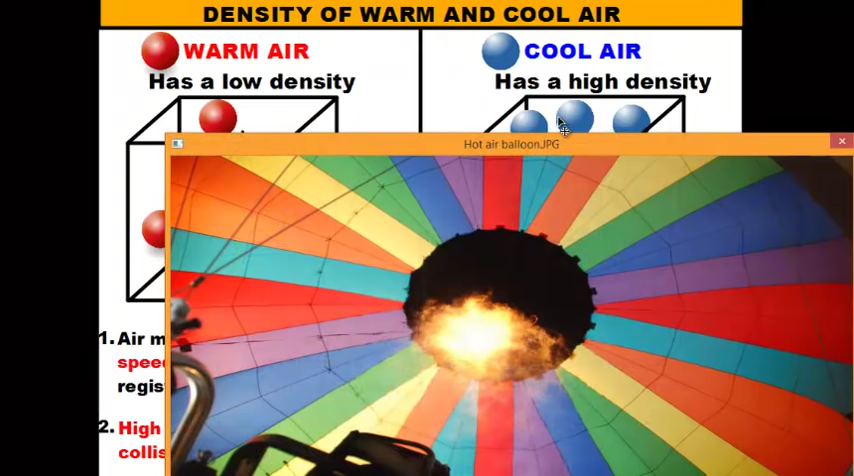 DENSITY OF WARM AND COOL AIR
WARM AIR
Has a low density
COOL AIR
Has a high density
Hot air balloon.JPG
1. Air
regis
2. High
collis